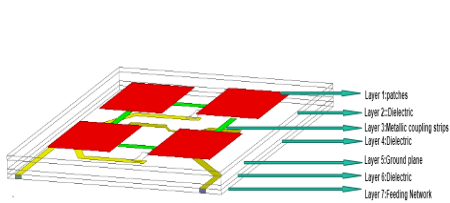 Layer 1:patches
Layer 2::Dielectric
Layer 3:Metallic coupling strips
Layer 4:Dielectric
Layer 5:Ground plane
Layer 6:Dielectric
Layer 7:Feeding Network